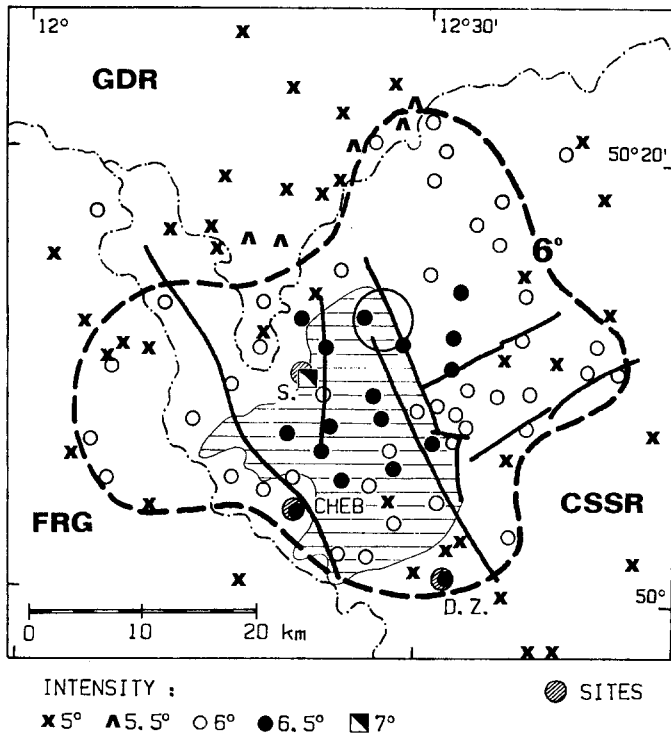 12°
12°30'
GDR
50°20'
6°
S.
CHEB
FRG
CSSR
D.Z.
50°
0 10 20 km
INTENSITY :
SITES
x 5° ʌ 5,5° ○ 6° ● 6,5° ◪ 7°